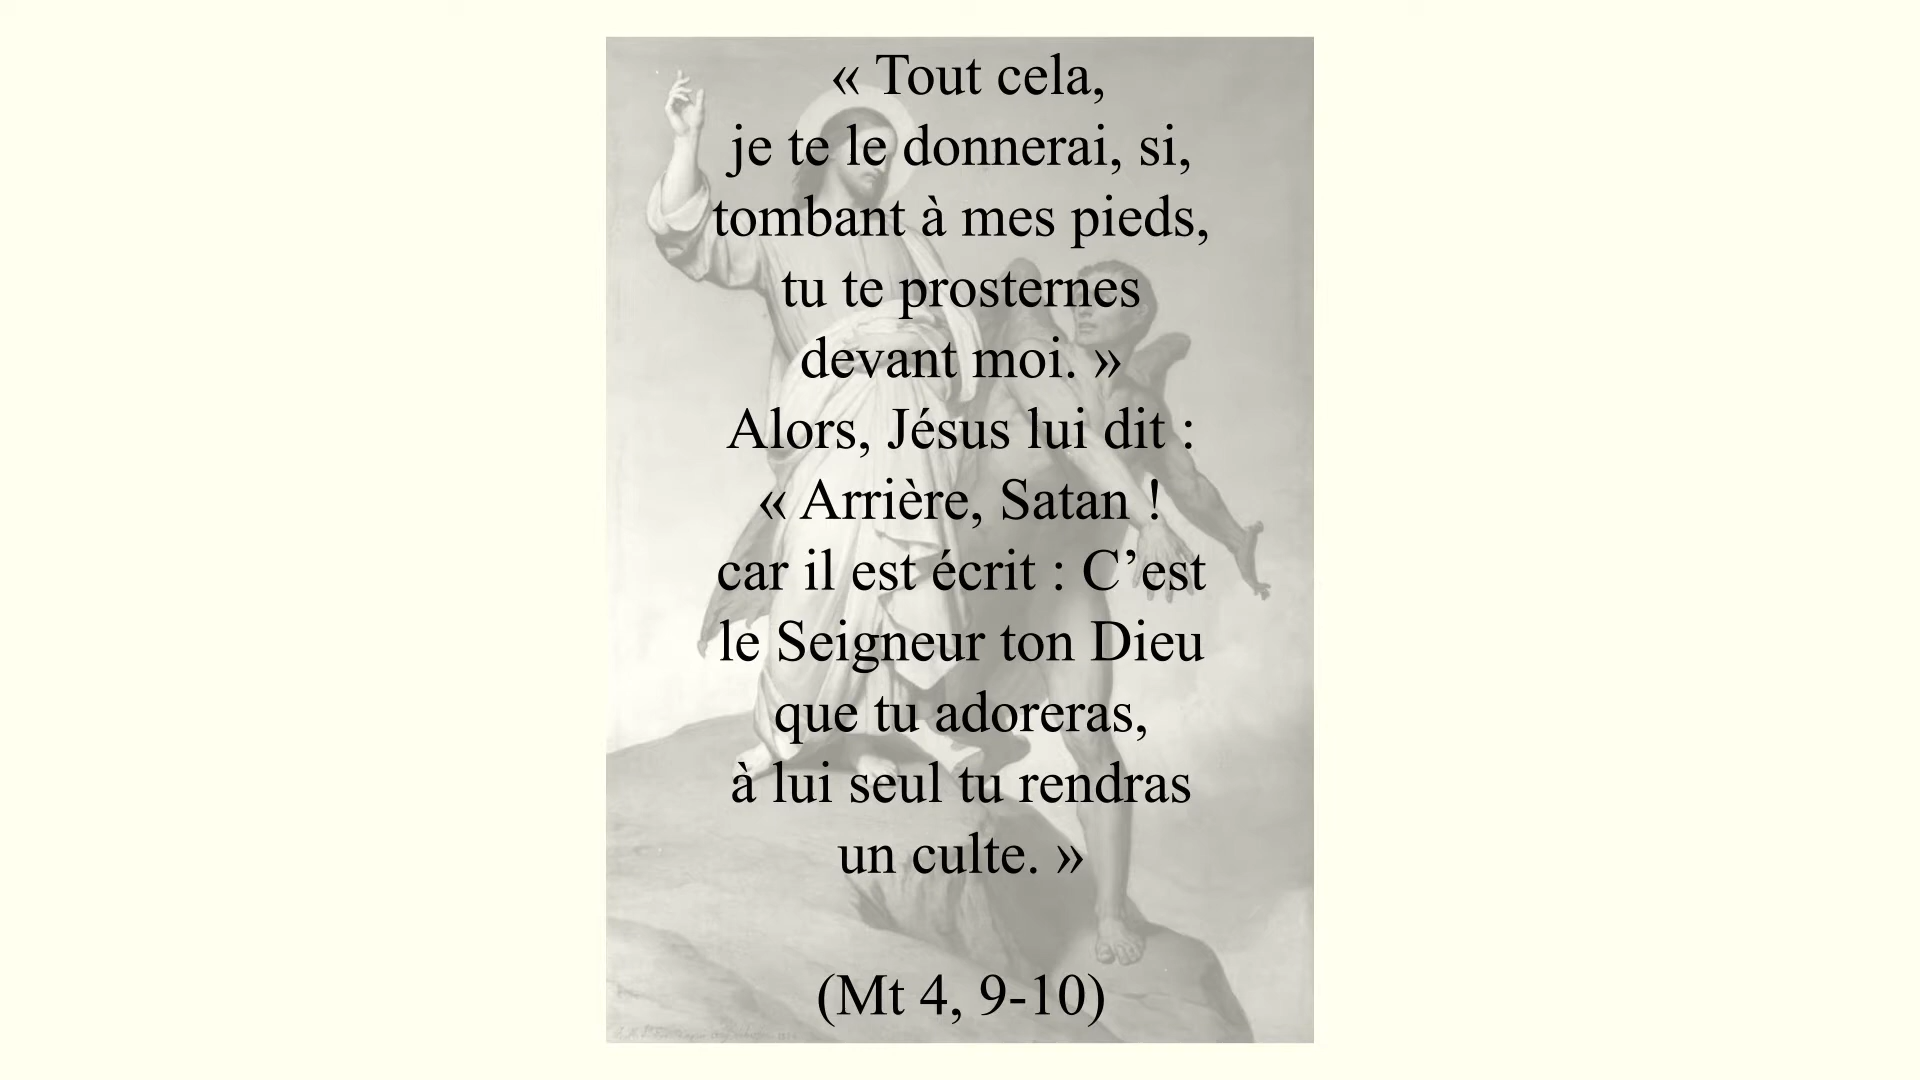 « Tout cela,
je te le donnerai, si,
tombant à mes pieds,
tu te prosternes
devant moi. »
Alors, Jésus lui dit :
« Arrière, Satan !
car il est écrit : C’est
le Seigneur ton Dieu
que tu adoreras,
à lui seul tu rendras
un culte. »
(Mt 4, 9-10)